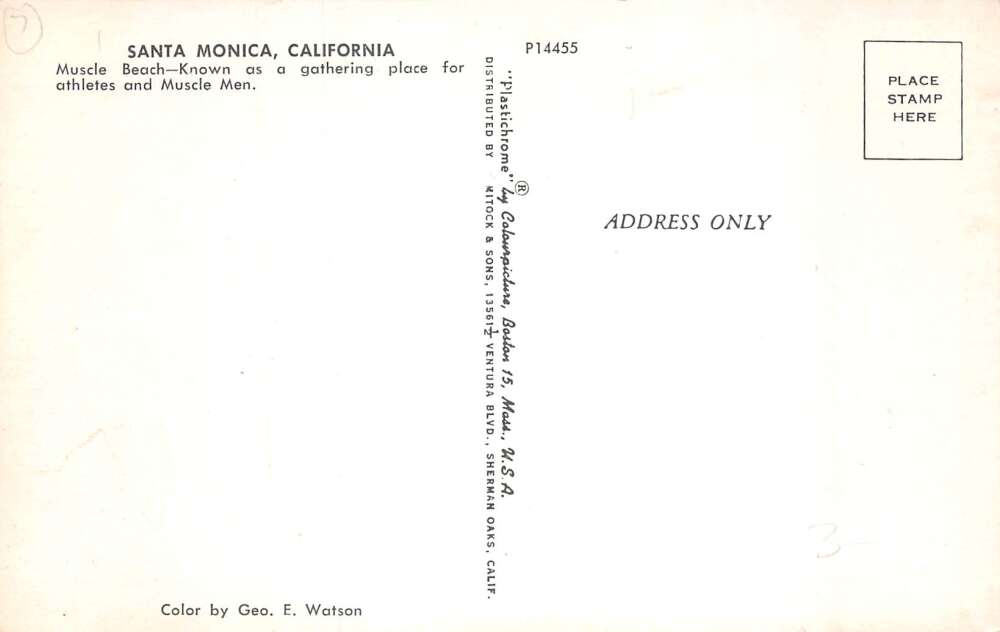 7
SANTA MONICA, CALIFORNIA
Muscle Beach—Known as a gathering place for
athletes and Muscle Men.
Color by Geo. E. Watson
"Plastichrome"® by Colourpicture, Boston 15, Mass., U.S.A.
DISTRIBUTED BY MITOCK & SONS, 13561½ VENTURA BLVD., SHERMAN OAKS, CALIF.
P14455
PLACE
STAMP
HERE
ADDRESS ONLY
3-